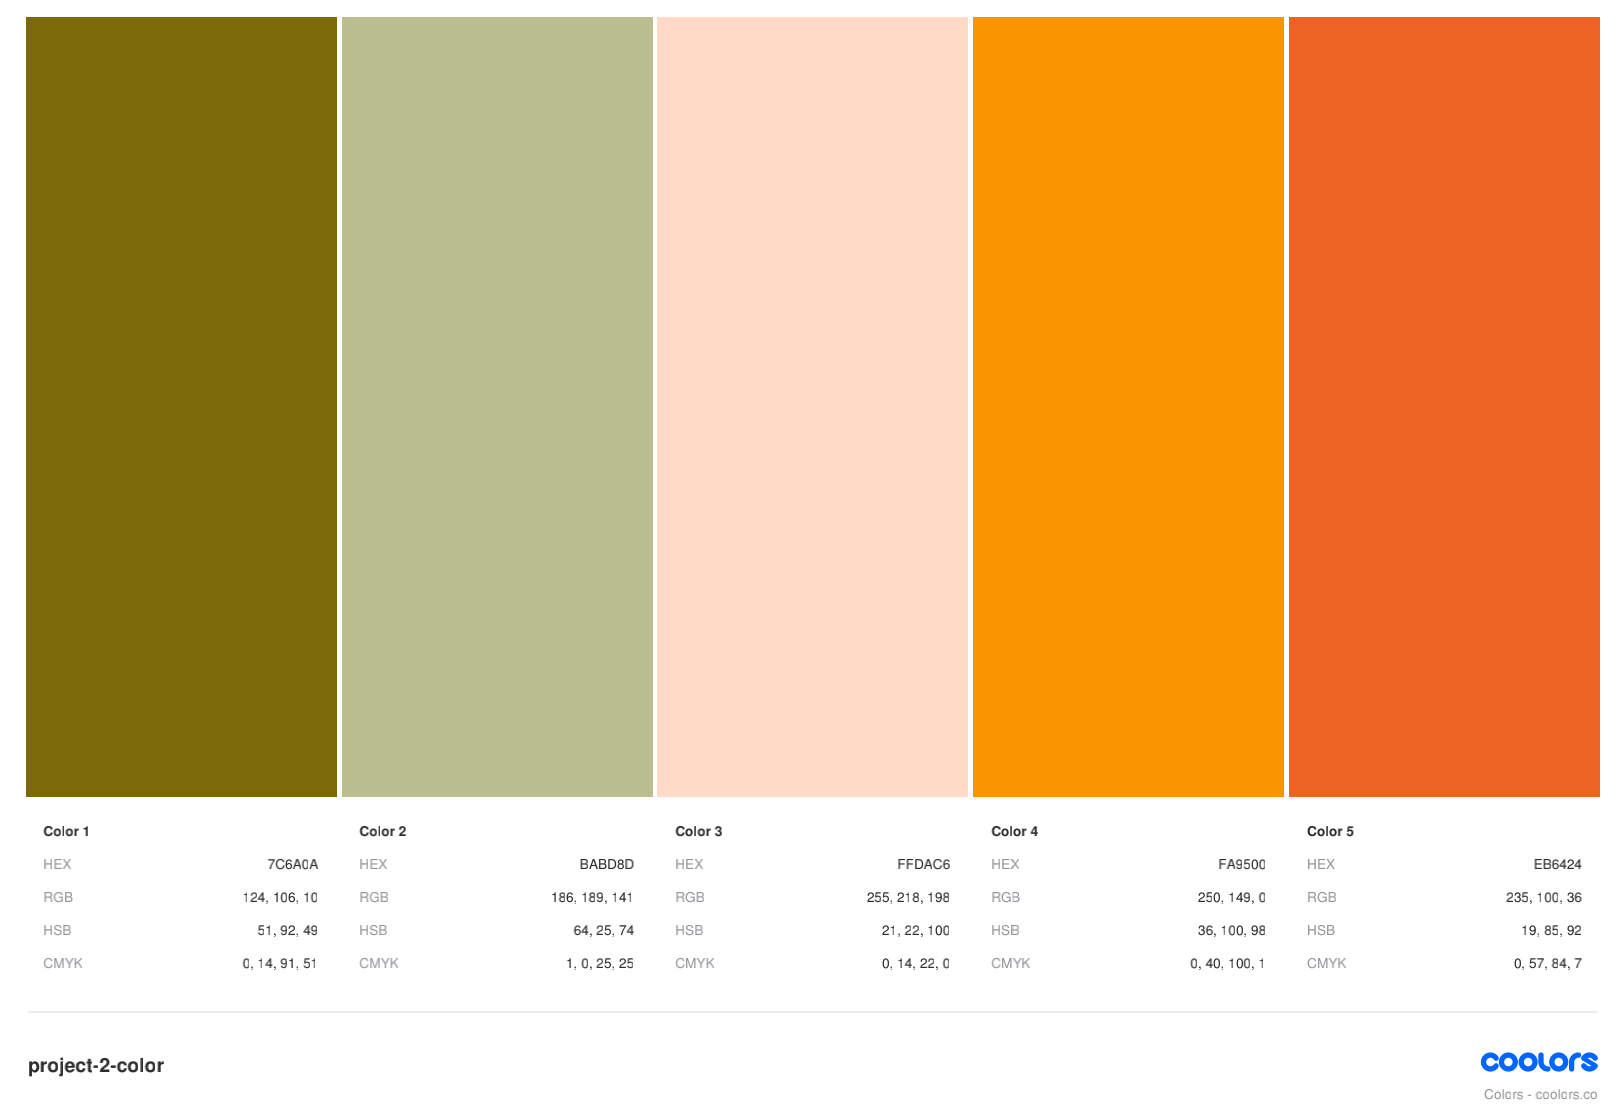 Color 1
HEX 7C6A0A
RGB 124, 106, 10
HSB 51, 92, 49
CMYK 0, 14, 91, 51
Color 2
HEX BABD8D
RGB 186, 189, 141
HSB 64, 25, 74
CMYK 1, 0, 25, 25
Color 3
HEX FFDAC6
RGB 255, 218, 198
HSB 21, 22, 100
CMYK 0, 14, 22, 0
Color 4
HEX FA9500
RGB 250, 149, 0
HSB 36, 100, 98
CMYK 0, 40, 100, 1
Color 5
HEX EB6424
RGB 235, 100, 36
HSB 19, 85, 92
CMYK 0, 57, 84, 7
project-2-color
coolors
Colors - coolors.co